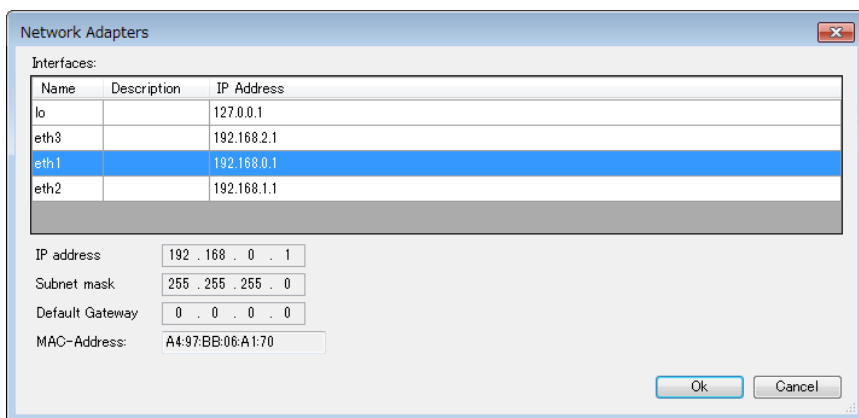 Network Adapters
Interfaces:
Name Description IP Address
lo 127.0.0.1
eth3 192.168.2.1
eth1 192.168.0.1
eth2 192.168.1.1
IP address 192 . 168 . 0 . 1
Subnet mask 255 . 255 . 255 . 0
Default Gateway 0 . 0 . 0 . 0
MAC-Address: A4:97:BB:06:A1:70
Ok Cancel